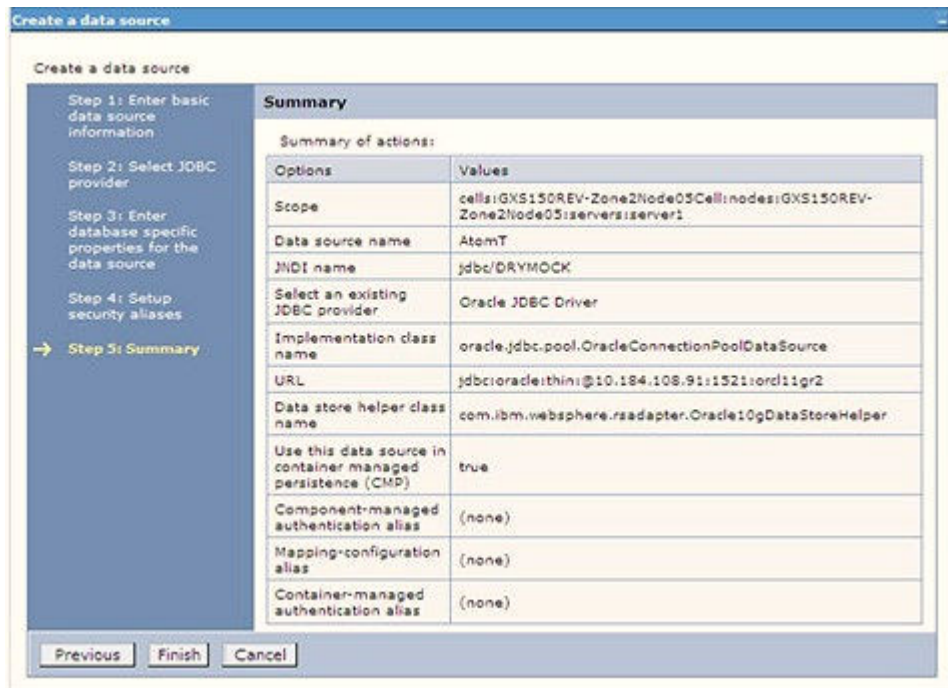 Create a data source
Create a data source
Step 1: Enter basic
data source
information
Step 2: Select JDBC
provider
Step 3: Enter
database specific
properties for the
data source
Step 4: Setup
security aliases
Step 5: Summary
Summary
Summary of actions:
Options Values
Scope cells:GXS150REV-Zone2Node05Cell:nodes:GXS150REV-
Zone2Node05:servers:server1
Data source name AtomT
JNDI name jdbc/DRYMOCK
Select an existing
JDBC provider Oracle JDBC Driver
Implementation class
name oracle.jdbc.pool.OracleConnectionPoolDataSource
URL jdbc:oracle:thin:@10.184.108.91:1521:orcl11gr2
Data store helper class
name com.ibm.websphere.rsadapter.Oracle10gDataStoreHelper
Use this data source in
container managed
persistence (CMP) true
Component-managed
authentication alias (none)
Mapping-configuration
alias (none)
Container-managed
authentication alias (none)
Previous Finish Cancel